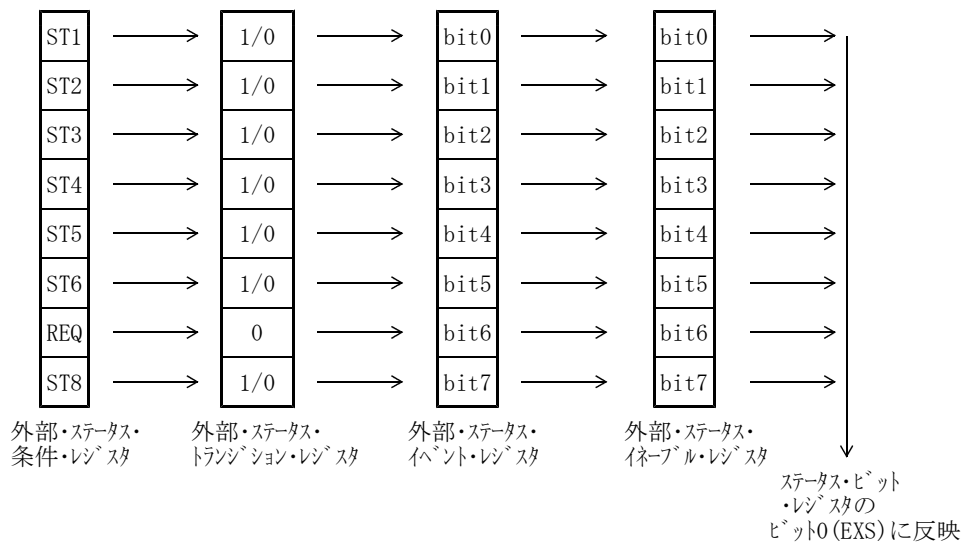 ST1 1/0 bit0 bit0
ST2 1/0 bit1 bit1
ST3 1/0 bit2 bit2
ST4 1/0 bit3 bit3
ST5 1/0 bit4 bit4
ST6 1/0 bit5 bit5
REQ 0 bit6 bit6
ST8 1/0 bit7 bit7
外部・ステータス・
条件・レジスタ
外部・ステータス・
トランジション・レジスタ
外部・ステータス・
イベント・レジスタ
外部・ステータス・
イネーブル・レジスタ
ステータス・ビット
・レジスタの
ビット0(EXS)に反映